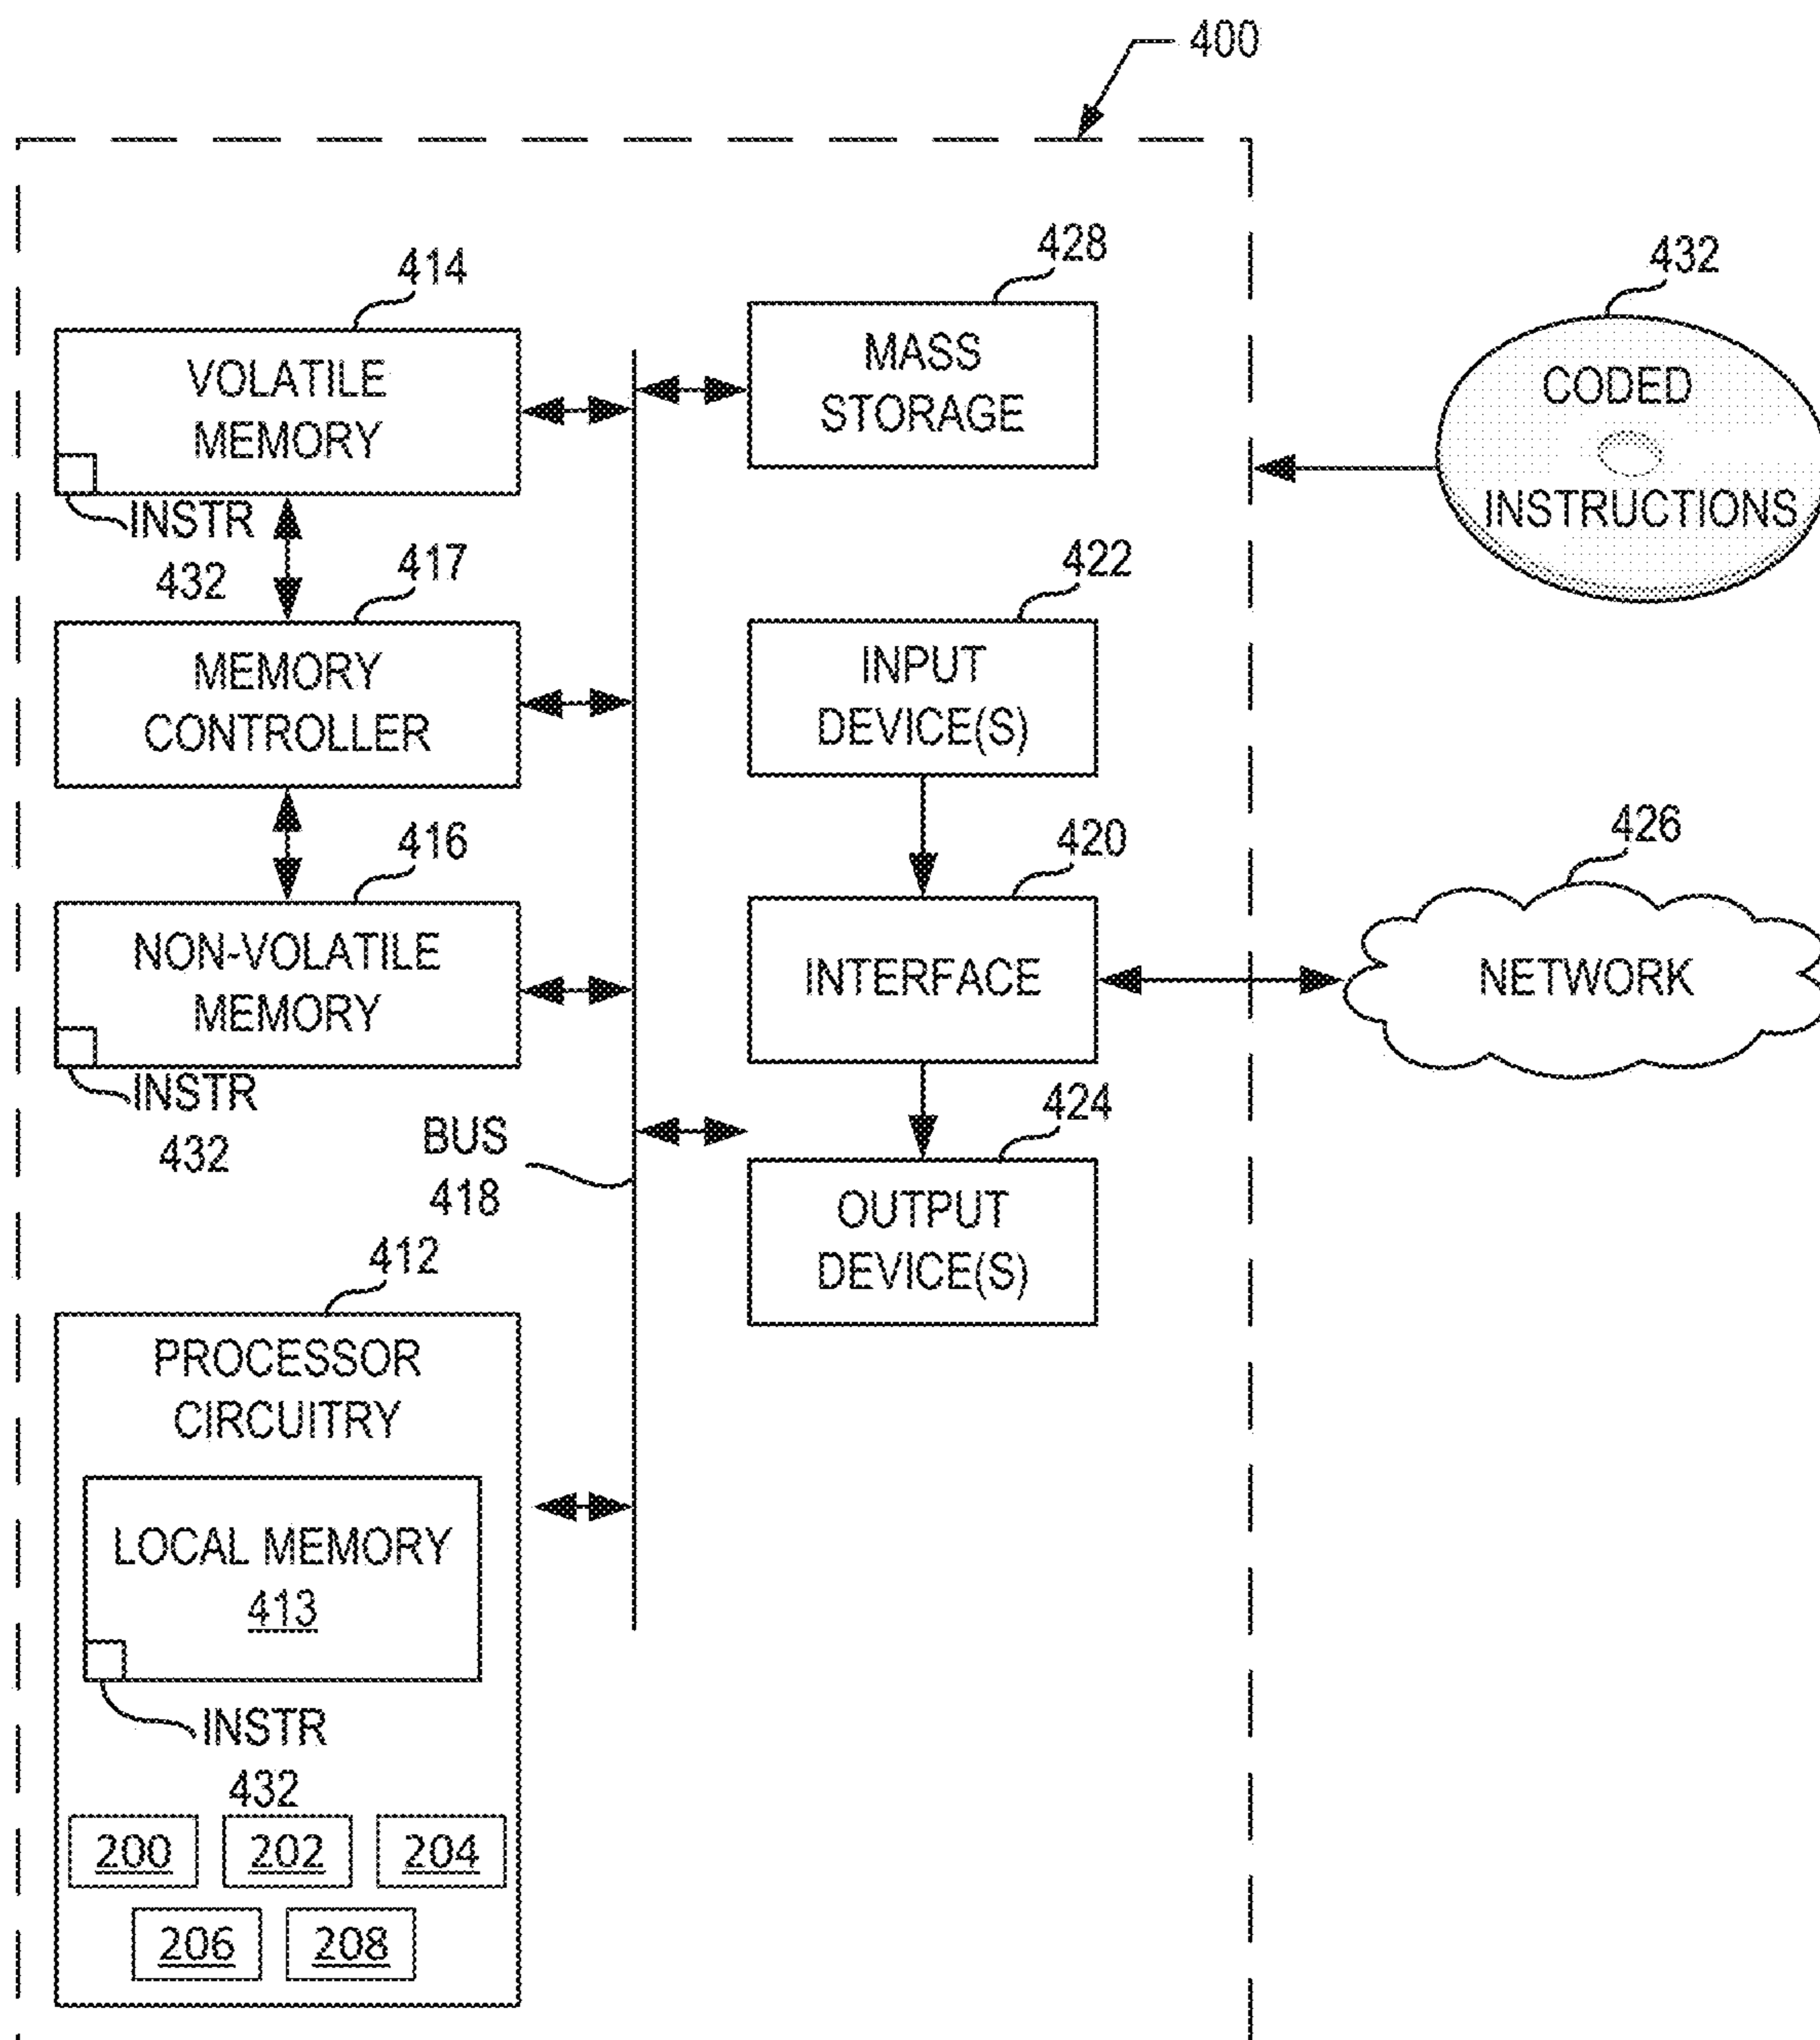 400
414
VOLATILE
MEMORY
INSTR
432
417
MEMORY
CONTROLLER
416
NON-VOLATILE
MEMORY
INSTR
432
BUS
418
412
PROCESSOR
CIRCUITRY
LOCAL MEMORY
413
INSTR
432
200 202 204
206 208
428
MASS
STORAGE
422
INPUT
DEVICE(S)
420
INTERFACE
424
OUTPUT
DEVICE(S)
432
CODED
INSTRUCTIONS
426
NETWORK